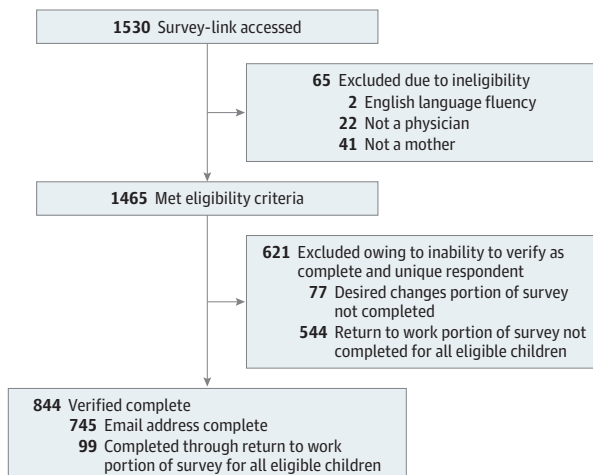 1530 Survey-link accessed
65 Excluded due to ineligibility
2 English language fluency
22 Not a physician
41 Not a mother
1465 Met eligibility criteria
621 Excluded owing to inability to verify as
complete and unique respondent
77 Desired changes portion of survey
not completed
544 Return to work portion of survey not
completed for all eligible children
844 Verified complete
745 Email address complete
99 Completed through return to work
portion of survey for all eligible children